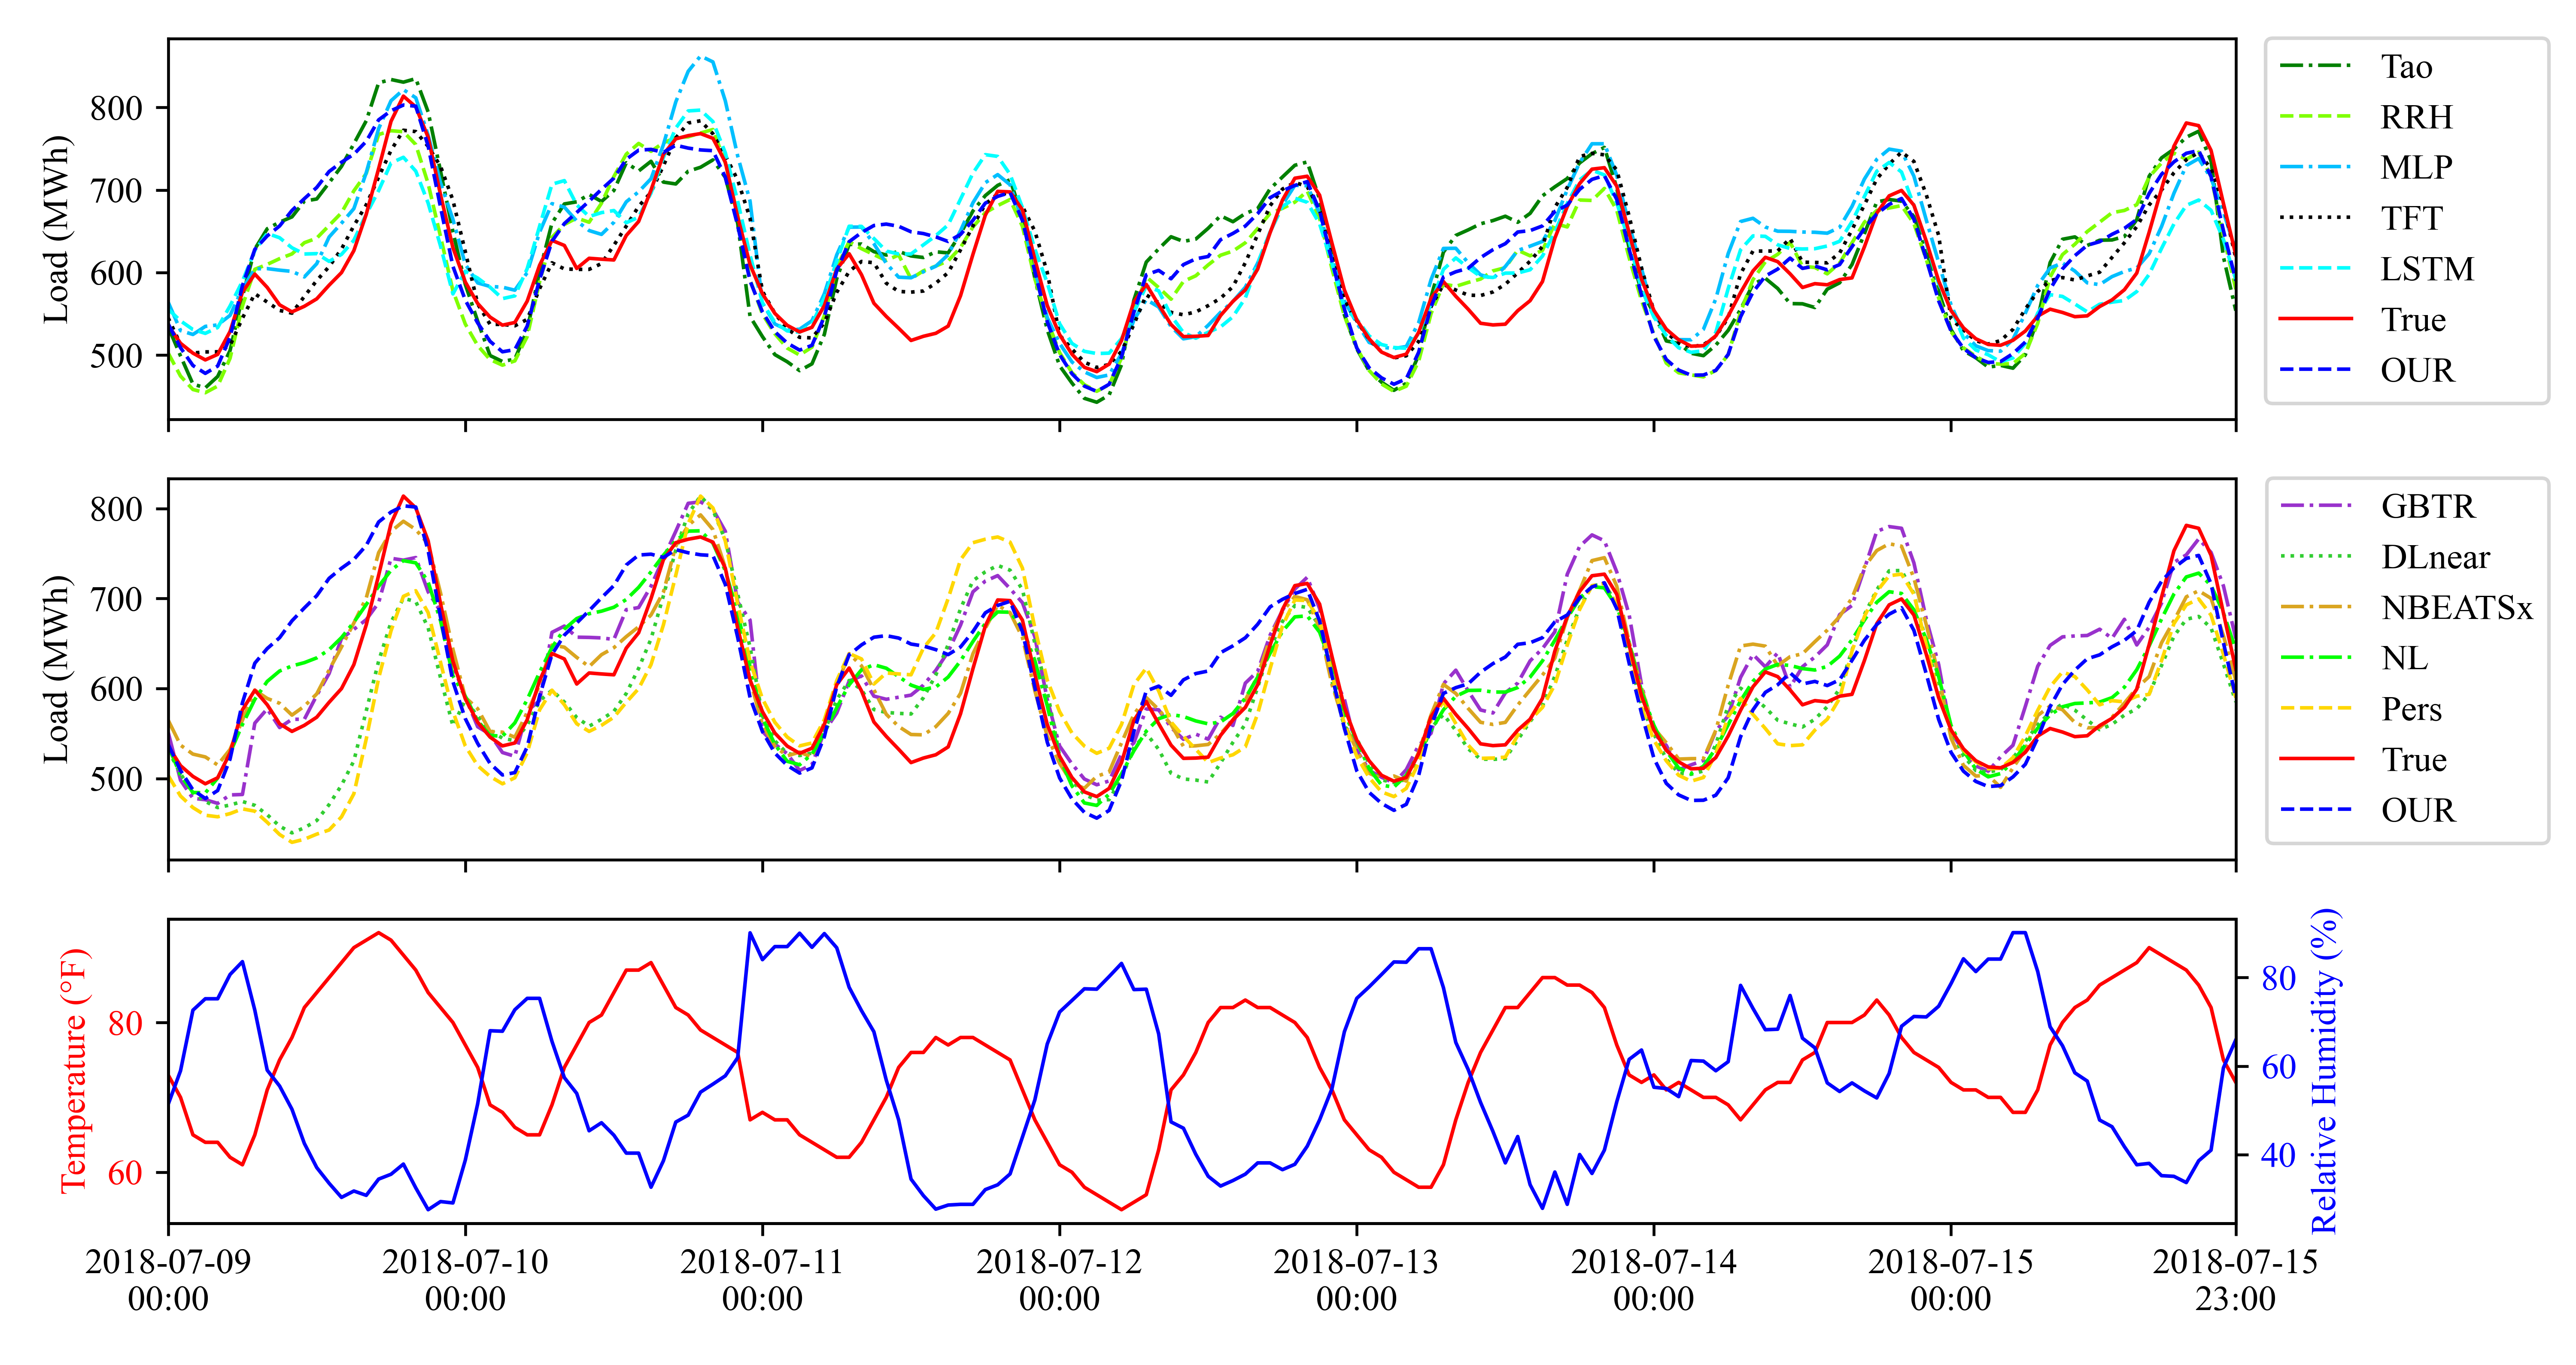 Load (MWh)
800
700
600
500
Tao
RRH
MLP
TFT
LSTM
True
OUR
Load (MWh)
800
700
600
500
GBTR
DLnear
NBEATSx
NL
Pers
True
OUR
Temperature (°F)
80
60
80
60
40
Relative Humidity (%)
2018-07-09 2018-07-10 2018-07-11 2018-07-12 2018-07-13 2018-07-14 2018-07-15 2018-07-15
00:00 00:00 00:00 00:00 00:00 00:00 00:00 23:00